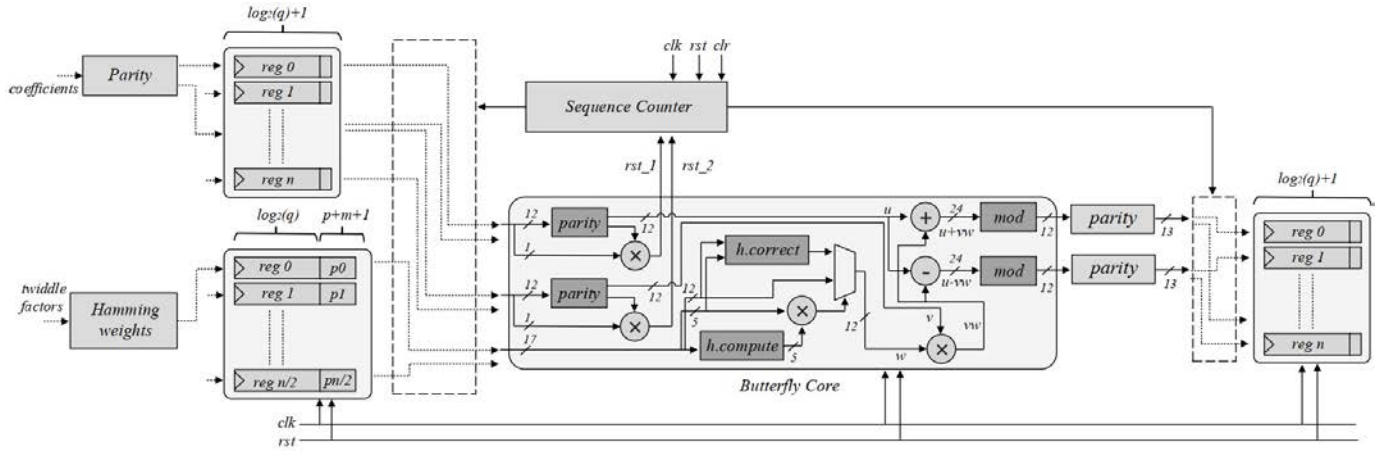 log₂(q)+1
clk rst clr
reg 0
Parity
coefficients
reg 1
Sequence Counter
reg n
rst_1
rst_2
log₂(q)+1
log₂(q)
p+m+1
12
parity
12
u
+
24
u+vw
mod
12
parity
13
reg 0
1
×
h.correct
reg 0
p0
-
24
u-vw
mod
12
parity
13
reg 1
twiddle
factors
Hamming
weights
reg 1
p1
12
parity
12
12
5
×
12
v
vw
1
×
17
h.compute
5
w
×
reg n
reg n/2
pn/2
Butterfly Core
clk
rst